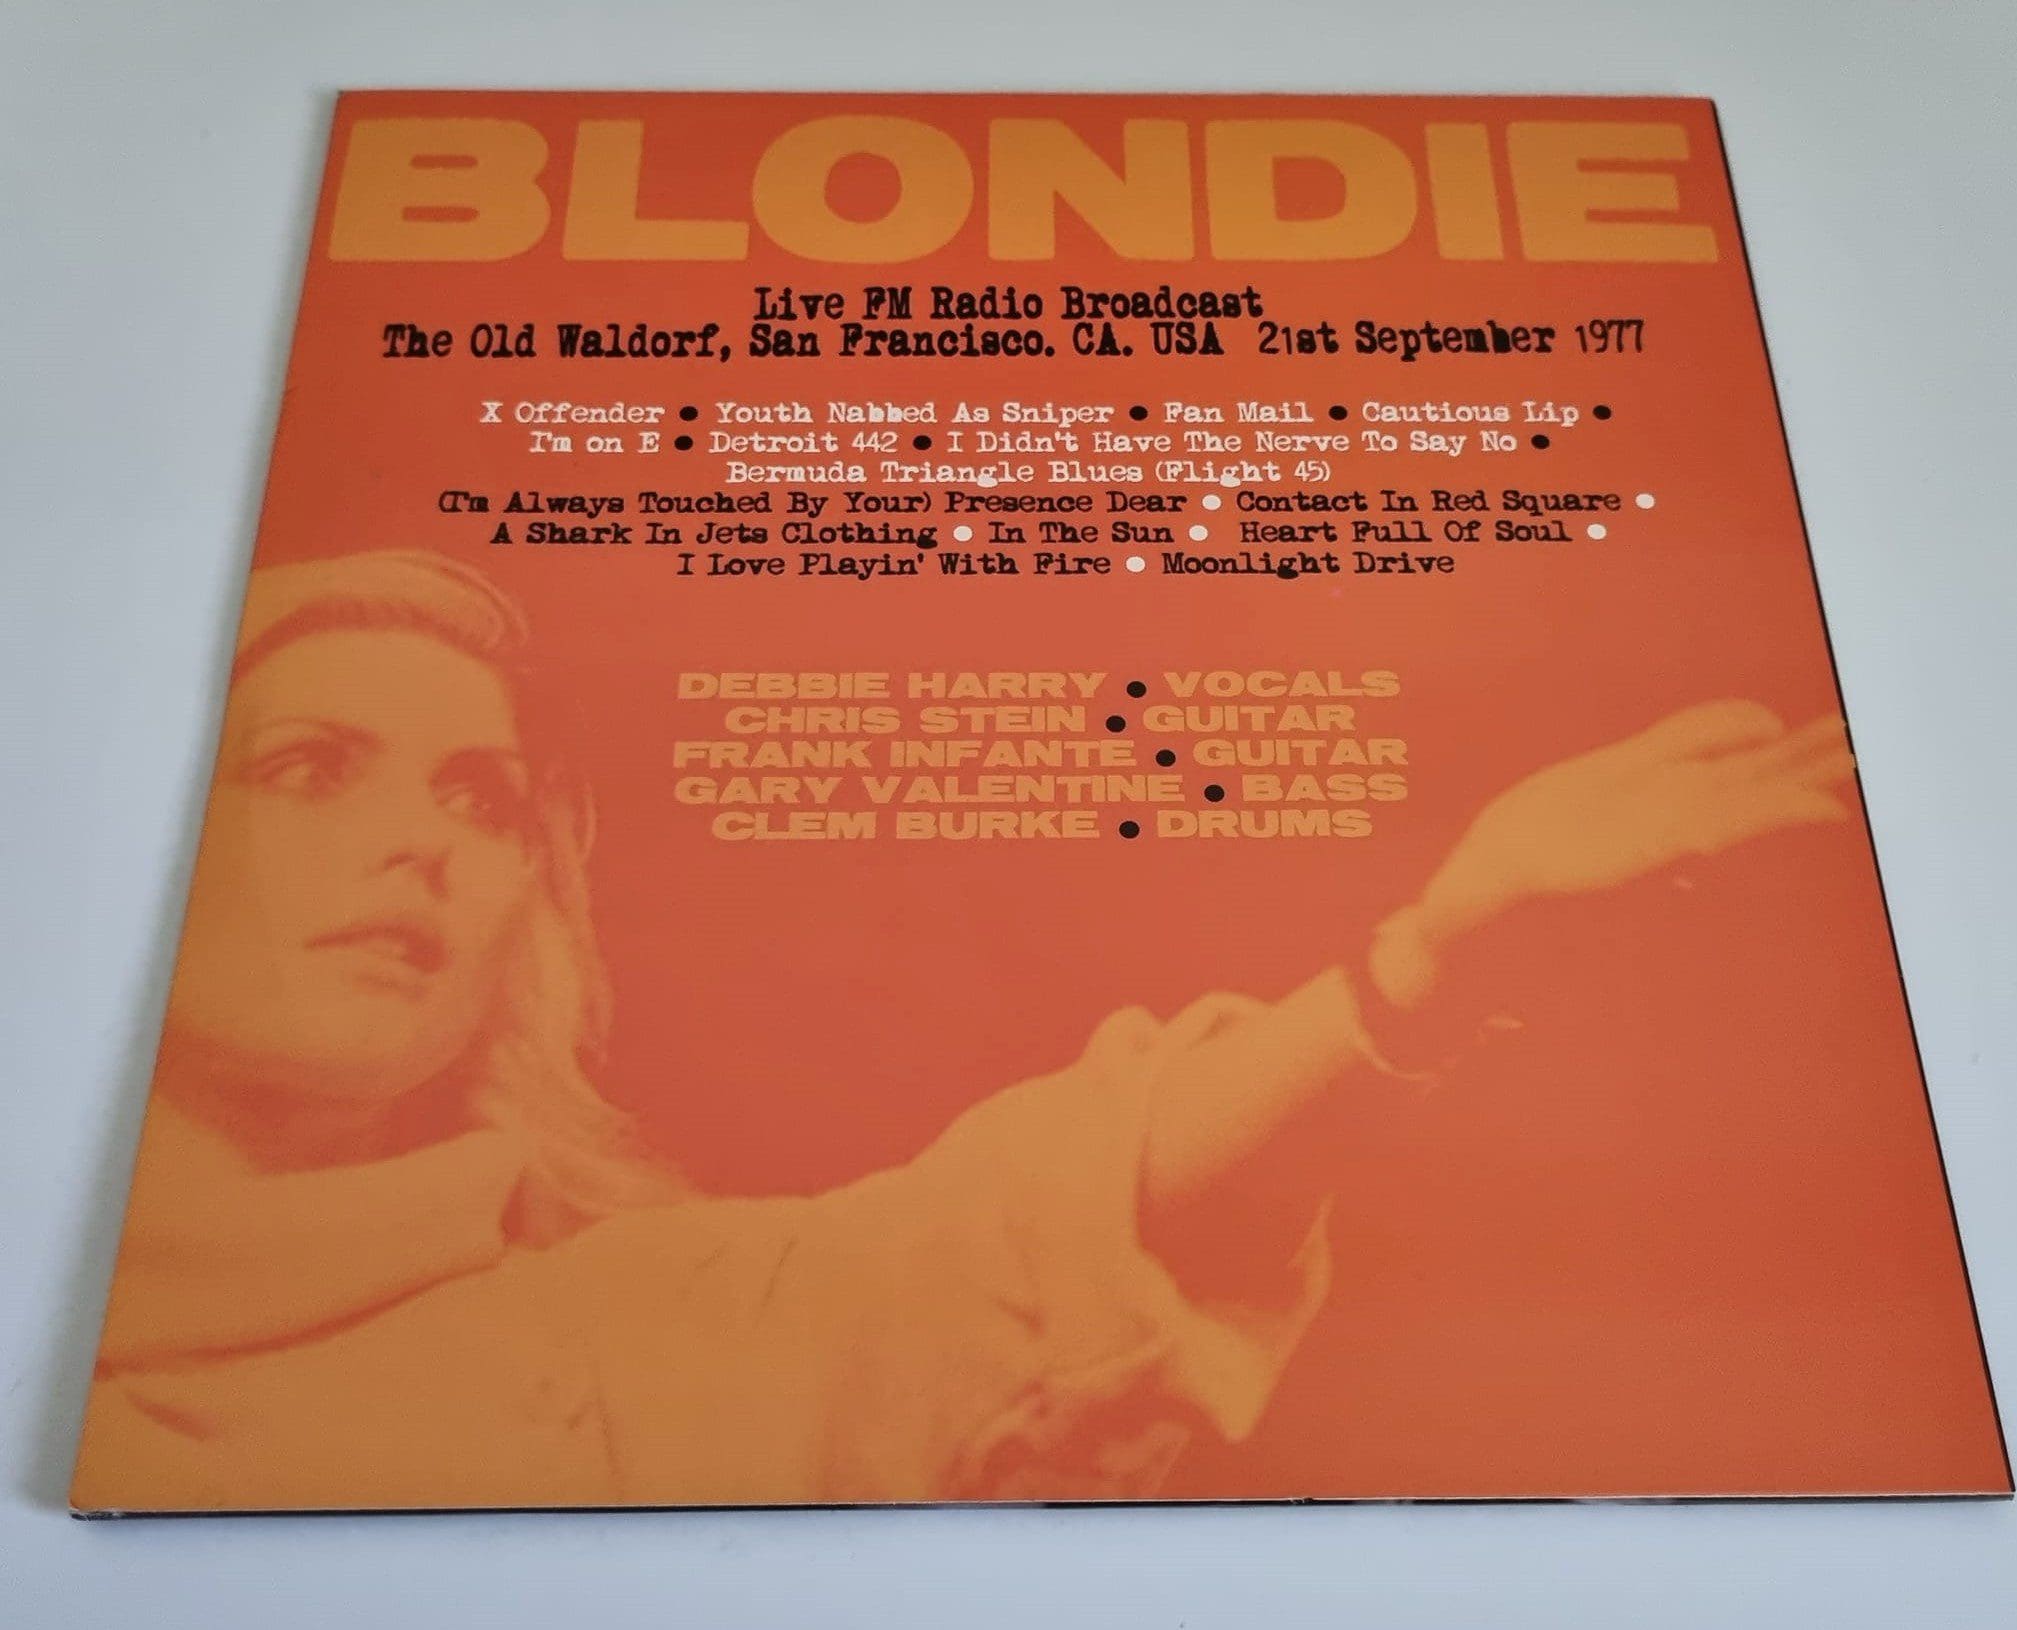 BLONDIE
Live FM Radio Broadcast
The Old Waldorf, San Francisco. CA. USA 21st September 1977
X Offender • Youth Nabbed As Sniper • Fan Mail • Cautious Lip •
I'm on E • Detroit 442 • I Didn't Have The Nerve To Say No •
Bermuda Triangle Blues (Flight 45)
(I'm Always Touched By Your) Presence Dear • Contact In Red Square •
A Shark In Jets Clothing • In The Sun • Heart Full Of Soul •
I Love Playin' With Fire • Moonlight Drive
DEBBIE HARRY • VOCALS
CHRIS STEIN • GUITAR
FRANK INFANTE • GUITAR
GARY VALENTINE • BASS
CLEM BURKE • DRUMS